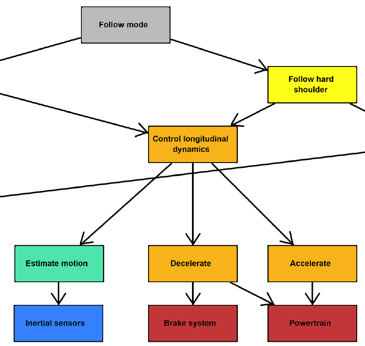 Follow mode
Follow hard
shoulder
Control longitudinal
dynamics
Estimate motion
Decelerate
Accelerate
Inertial sensors
Brake system
Powertrain